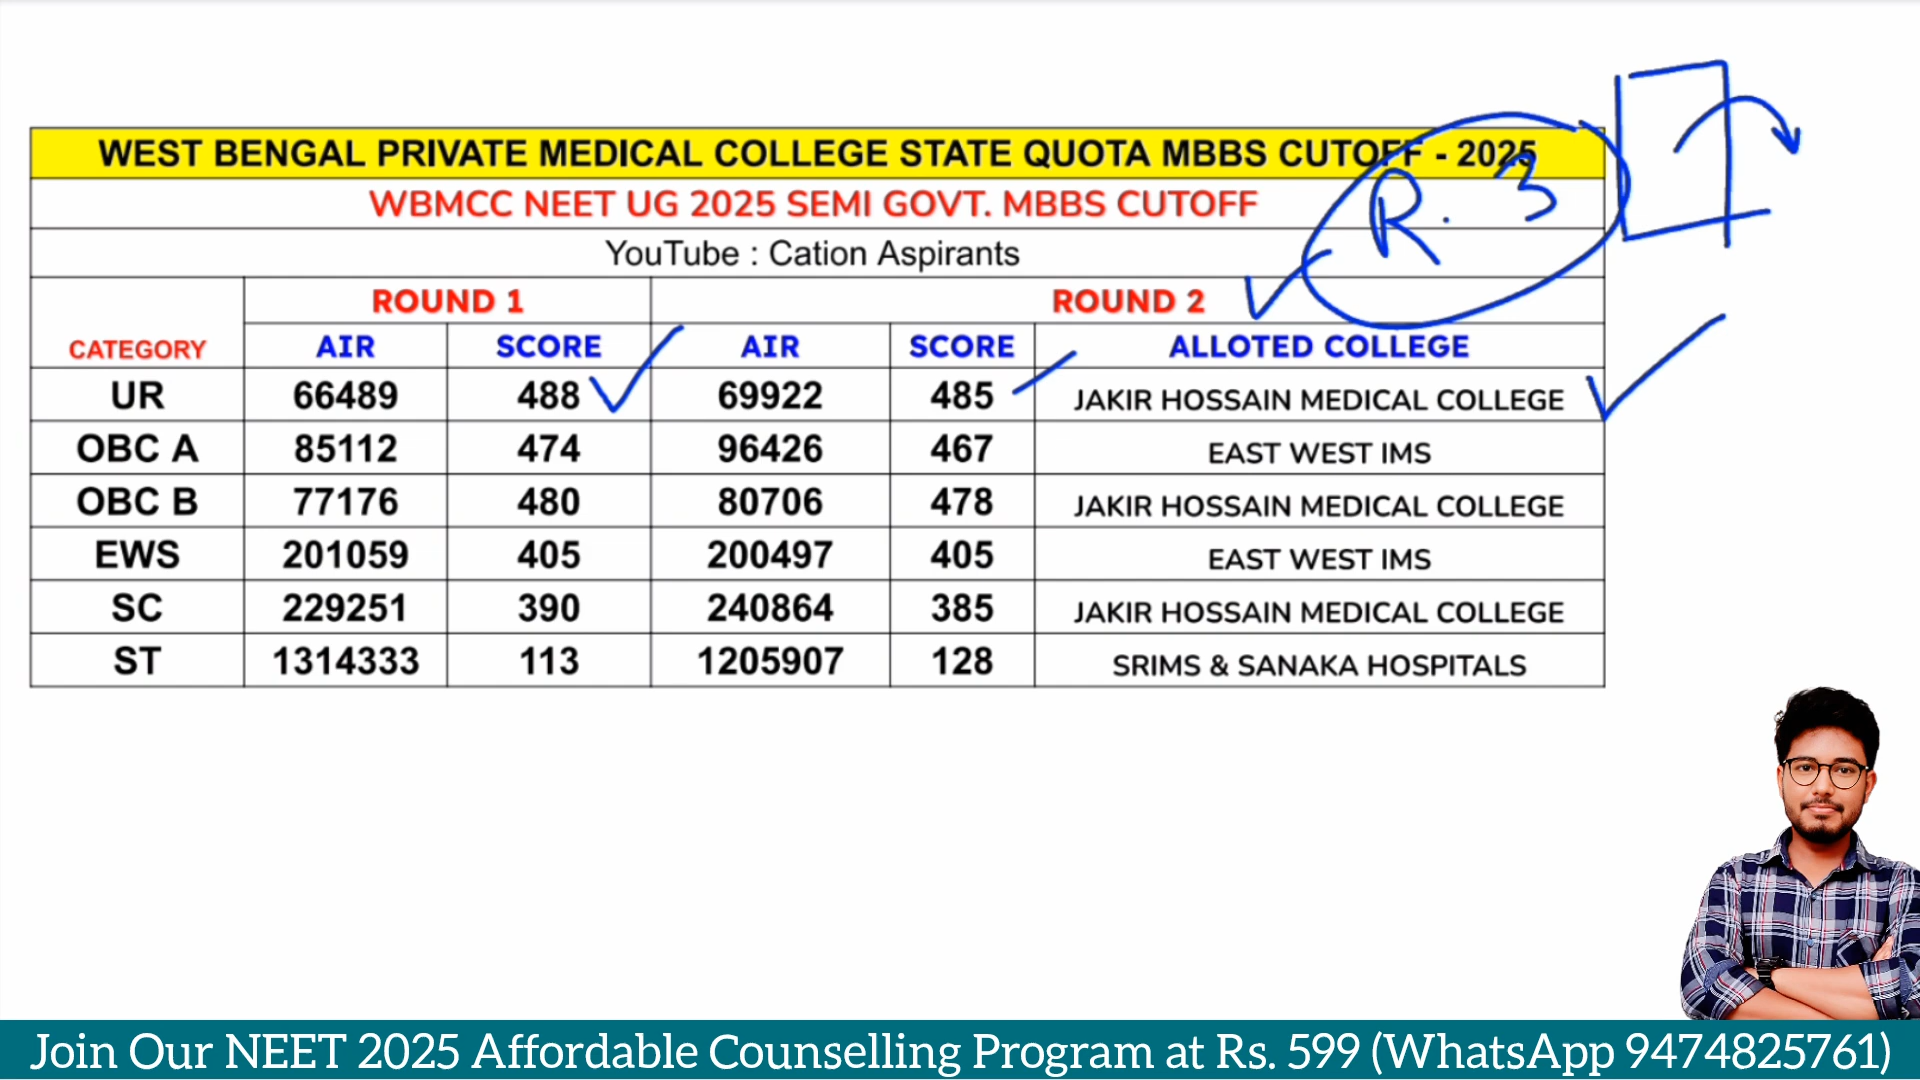 WEST BENGAL PRIVATE MEDICAL COLLEGE STATE QUOTA MBBS CUTOFF - 2025
WBMCC NEET UG 2025 SEMI GOVT. MBBS CUTOFF
R. 3
YouTube : Cation Aspirants
ROUND 1 ROUND 2
CATEGORY AIR SCORE AIR SCORE ALLOTED COLLEGE
UR 66489 488 69922 485 JAKIR HOSSAIN MEDICAL COLLEGE
OBC A 85112 474 96426 467 EAST WEST IMS
OBC B 77176 480 80706 478 JAKIR HOSSAIN MEDICAL COLLEGE
EWS 201059 405 200497 405 EAST WEST IMS
SC 229251 390 240864 385 JAKIR HOSSAIN MEDICAL COLLEGE
ST 1314333 113 1205907 128 SRIMS & SANAKA HOSPITALS
Join Our NEET 2025 Affordable Counselling Program at Rs. 599 (WhatsApp 9474825761)